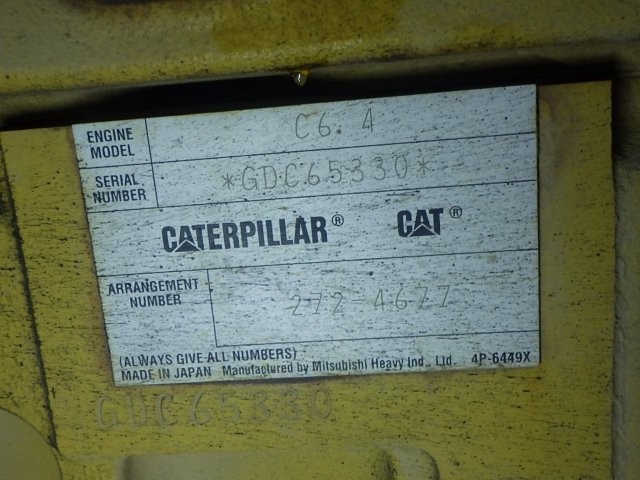 ENGINE MODEL C6.4
SERIAL NUMBER *GDC65330*
CATERPILLAR® CAT®
ARRANGEMENT NUMBER 272 4677
(ALWAYS GIVE ALL NUMBERS)
MADE IN JAPAN Manufactured by Mitsubishi Heavy Ind., Ltd. 4P-6449X
GDC65330